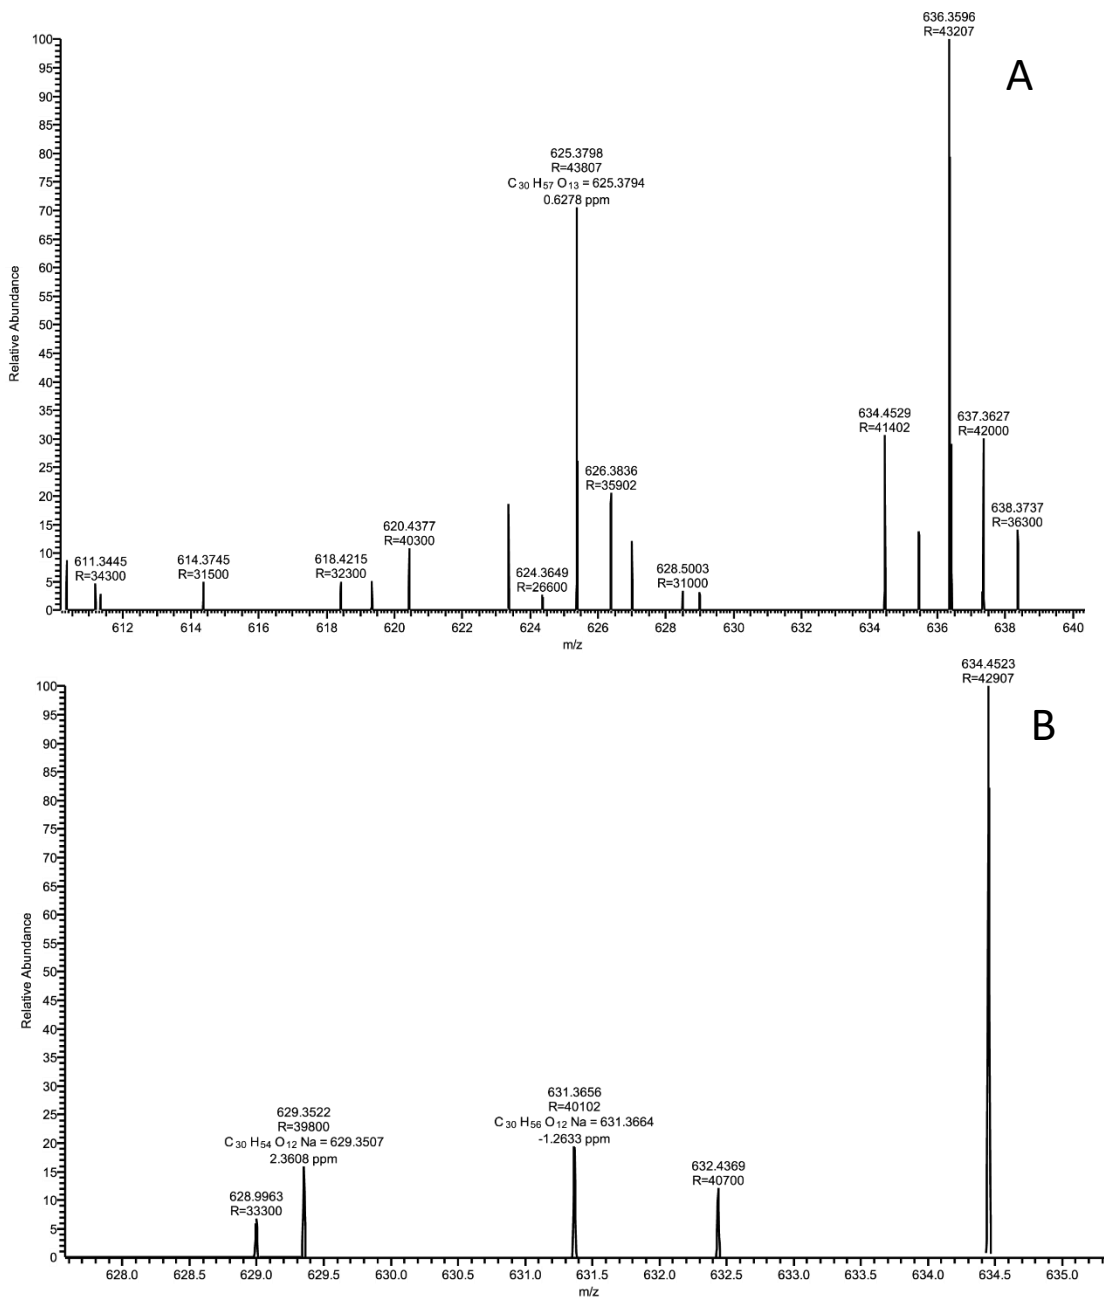 636.3596
R=43207
A
100
95
90
85
80
75
70
65
60
55
50
45
40
35
30
25
20
15
10
5
0
Relative Abundance
625.3798
R=43807
C30 H57 O13 = 625.3794
0.6278 ppm
634.4529
R=41402
637.3627
R=42000
626.3836
R=35902
638.3737
R=36300
620.4377
R=40300
611.3445
R=34300
614.3745
R=31500
618.4215
R=32300
624.3649
R=26600
628.5003
R=31000
612 614 616 618 620 622 624 626 628 630 632 634 636 638 640
m/z
634.4523
R=42907
B
100
95
90
85
80
75
70
65
60
55
50
45
40
35
30
25
20
15
10
5
0
Relative Abundance
631.3656
R=40102
C30 H56 O12 Na = 631.3664
-1.2633 ppm
629.3522
R=39800
C30 H54 O12 Na = 629.3507
2.3608 ppm
632.4369
R=40700
628.9963
R=33300
628.0 628.5 629.0 629.5 630.0 630.5 631.0 631.5 632.0 632.5 633.0 633.5 634.0 634.5 635.0
m/z